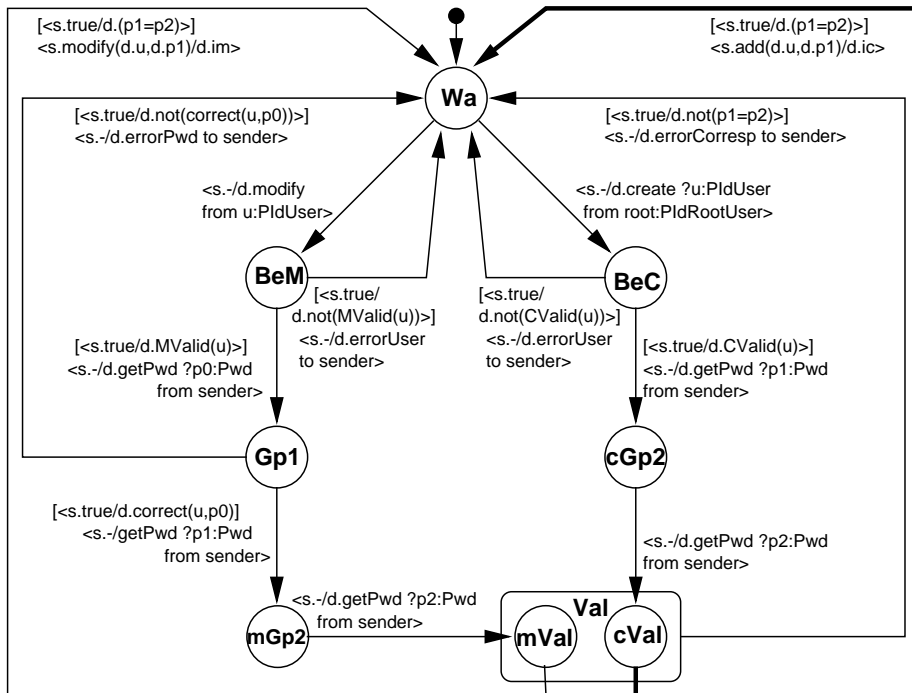 [<s.true/d.(p1=p2)>]
<s.modify(d.u,d.p1)/d.im>
[<s.true/d.(p1=p2)>]
<s.add(d.u,d.p1)/d.ic>
Wa
[<s.true/d.not(correct(u,p0))>]
<s.-/d.errorPwd to sender>
[<s.true/d.not(p1=p2)>]
<s.-/d.errorCorresp to sender>
<s.-/d.modify
from u:PIdUser>
<s.-/d.create ?u:PIdUser
from root:PIdRootUser>
BeM
BeC
[<s.true/
d.not(MValid(u))>]
<s.-/d.errorUser
to sender>
[<s.true/
d.not(CValid(u))>]
<s.-/d.errorUser
to sender>
[<s.true/d.MValid(u)>]
<s.-/d.getPwd ?p0:Pwd
from sender>
[<s.true/d.CValid(u)>]
<s.-/d.getPwd ?p1:Pwd
from sender>
Gp1
cGp2
[<s.true/d.correct(u,p0)]
<s.-/getPwd ?p1:Pwd
from sender>
<s.-/d.getPwd ?p2:Pwd
from sender>
<s.-/d.getPwd ?p2:Pwd
from sender>
Val
mGp2
mVal
cVal